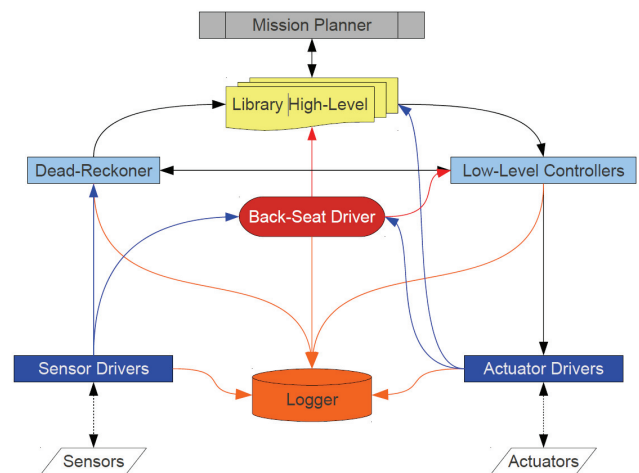 Mission Planner
Library High-Level
Dead-Reckoner
Low-Level Controllers
Back-Seat Driver
Sensor Drivers
Actuator Drivers
Logger
Sensors
Actuators